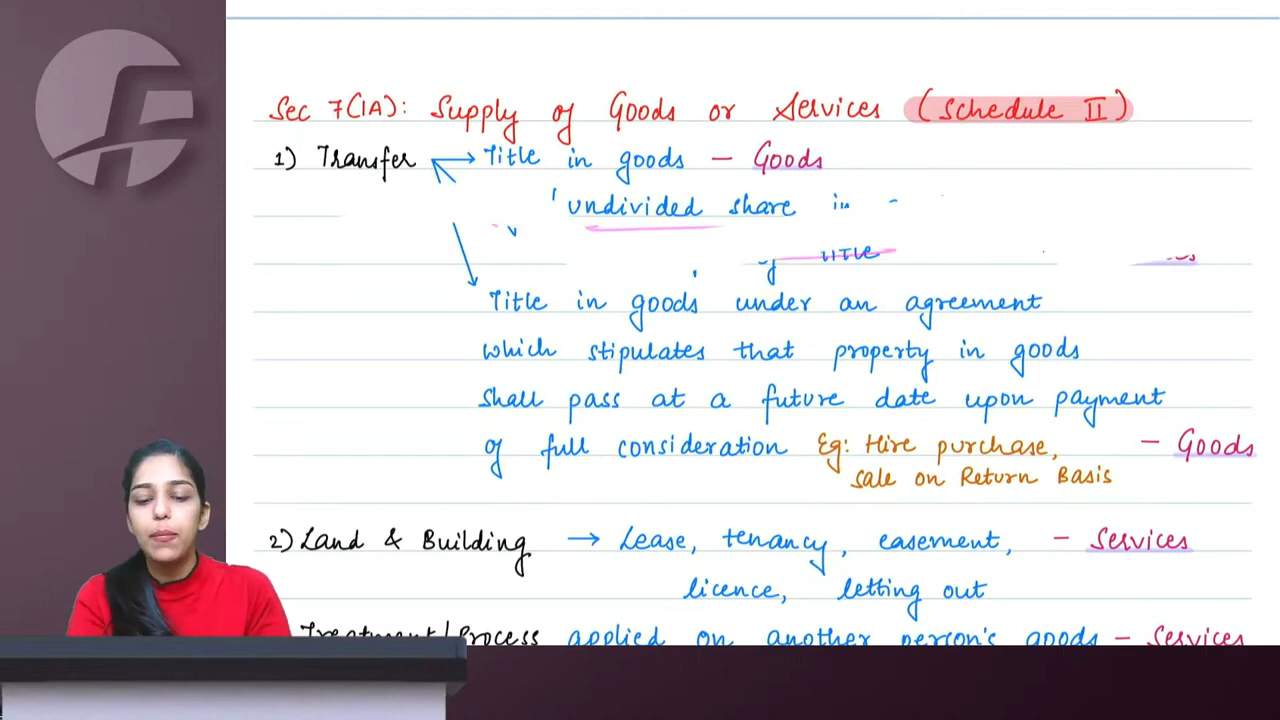 Sec 7(1A): Supply of Goods or Services (Schedule II)
1) Transfer → Title in goods - Goods
undivided share in
Title
Title in goods under an agreement
which stipulates that property in goods
shall pass at a future date upon payment
of full consideration Eg: Hire purchase, - Goods
sale on Return Basis
2) Land & Building → Lease, tenancy, easement, - Services
licence, letting out
Treatment/Process applied on another person's goods - Services